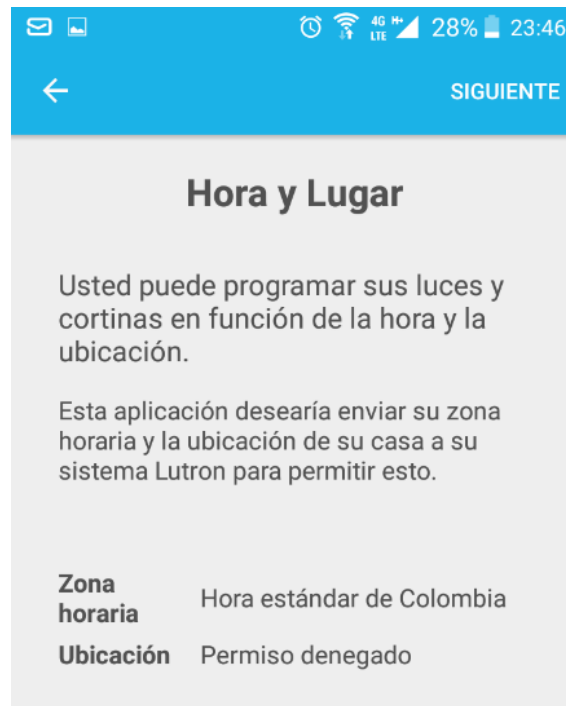 4G H+ LTE 28% 23:46
SIGUIENTE
Hora y Lugar
Usted puede programar sus luces y
cortinas en función de la hora y la
ubicación.
Esta aplicación desearía enviar su zona
horaria y la ubicación de su casa a su
sistema Lutron para permitir esto.
Zona
horaria Hora estándar de Colombia
Ubicación Permiso denegado